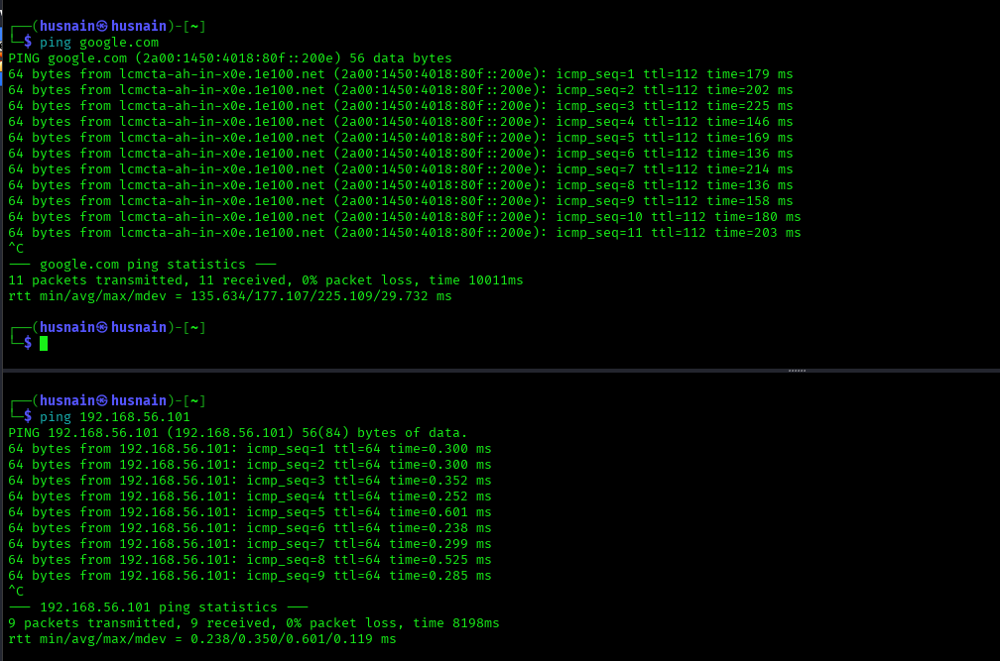 ┌──(husnain㉿husnain)-[~]
└─$ ping google.com
PING google.com (2a00:1450:4018:80f::200e) 56 data bytes
64 bytes from lcmcta-ah-in-x0e.1e100.net (2a00:1450:4018:80f::200e): icmp_seq=1 ttl=112 time=179 ms
64 bytes from lcmcta-ah-in-x0e.1e100.net (2a00:1450:4018:80f::200e): icmp_seq=2 ttl=112 time=202 ms
64 bytes from lcmcta-ah-in-x0e.1e100.net (2a00:1450:4018:80f::200e): icmp_seq=3 ttl=112 time=225 ms
64 bytes from lcmcta-ah-in-x0e.1e100.net (2a00:1450:4018:80f::200e): icmp_seq=4 ttl=112 time=146 ms
64 bytes from lcmcta-ah-in-x0e.1e100.net (2a00:1450:4018:80f::200e): icmp_seq=5 ttl=112 time=169 ms
64 bytes from lcmcta-ah-in-x0e.1e100.net (2a00:1450:4018:80f::200e): icmp_seq=6 ttl=112 time=136 ms
64 bytes from lcmcta-ah-in-x0e.1e100.net (2a00:1450:4018:80f::200e): icmp_seq=7 ttl=112 time=214 ms
64 bytes from lcmcta-ah-in-x0e.1e100.net (2a00:1450:4018:80f::200e): icmp_seq=8 ttl=112 time=136 ms
64 bytes from lcmcta-ah-in-x0e.1e100.net (2a00:1450:4018:80f::200e): icmp_seq=9 ttl=112 time=158 ms
64 bytes from lcmcta-ah-in-x0e.1e100.net (2a00:1450:4018:80f::200e): icmp_seq=10 ttl=112 time=180 ms
64 bytes from lcmcta-ah-in-x0e.1e100.net (2a00:1450:4018:80f::200e): icmp_seq=11 ttl=112 time=203 ms
^C
--- google.com ping statistics ---
11 packets transmitted, 11 received, 0% packet loss, time 10011ms
rtt min/avg/max/mdev = 135.634/177.107/225.109/29.732 ms
┌──(husnain㉿husnain)-[~]
└─$
┌──(husnain㉿husnain)-[~]
└─$ ping 192.168.56.101
PING 192.168.56.101 (192.168.56.101) 56(84) bytes of data.
64 bytes from 192.168.56.101: icmp_seq=1 ttl=64 time=0.300 ms
64 bytes from 192.168.56.101: icmp_seq=2 ttl=64 time=0.300 ms
64 bytes from 192.168.56.101: icmp_seq=3 ttl=64 time=0.352 ms
64 bytes from 192.168.56.101: icmp_seq=4 ttl=64 time=0.252 ms
64 bytes from 192.168.56.101: icmp_seq=5 ttl=64 time=0.601 ms
64 bytes from 192.168.56.101: icmp_seq=6 ttl=64 time=0.238 ms
64 bytes from 192.168.56.101: icmp_seq=7 ttl=64 time=0.299 ms
64 bytes from 192.168.56.101: icmp_seq=8 ttl=64 time=0.525 ms
64 bytes from 192.168.56.101: icmp_seq=9 ttl=64 time=0.285 ms
^C
--- 192.168.56.101 ping statistics ---
9 packets transmitted, 9 received, 0% packet loss, time 8198ms
rtt min/avg/max/mdev = 0.238/0.350/0.601/0.119 ms